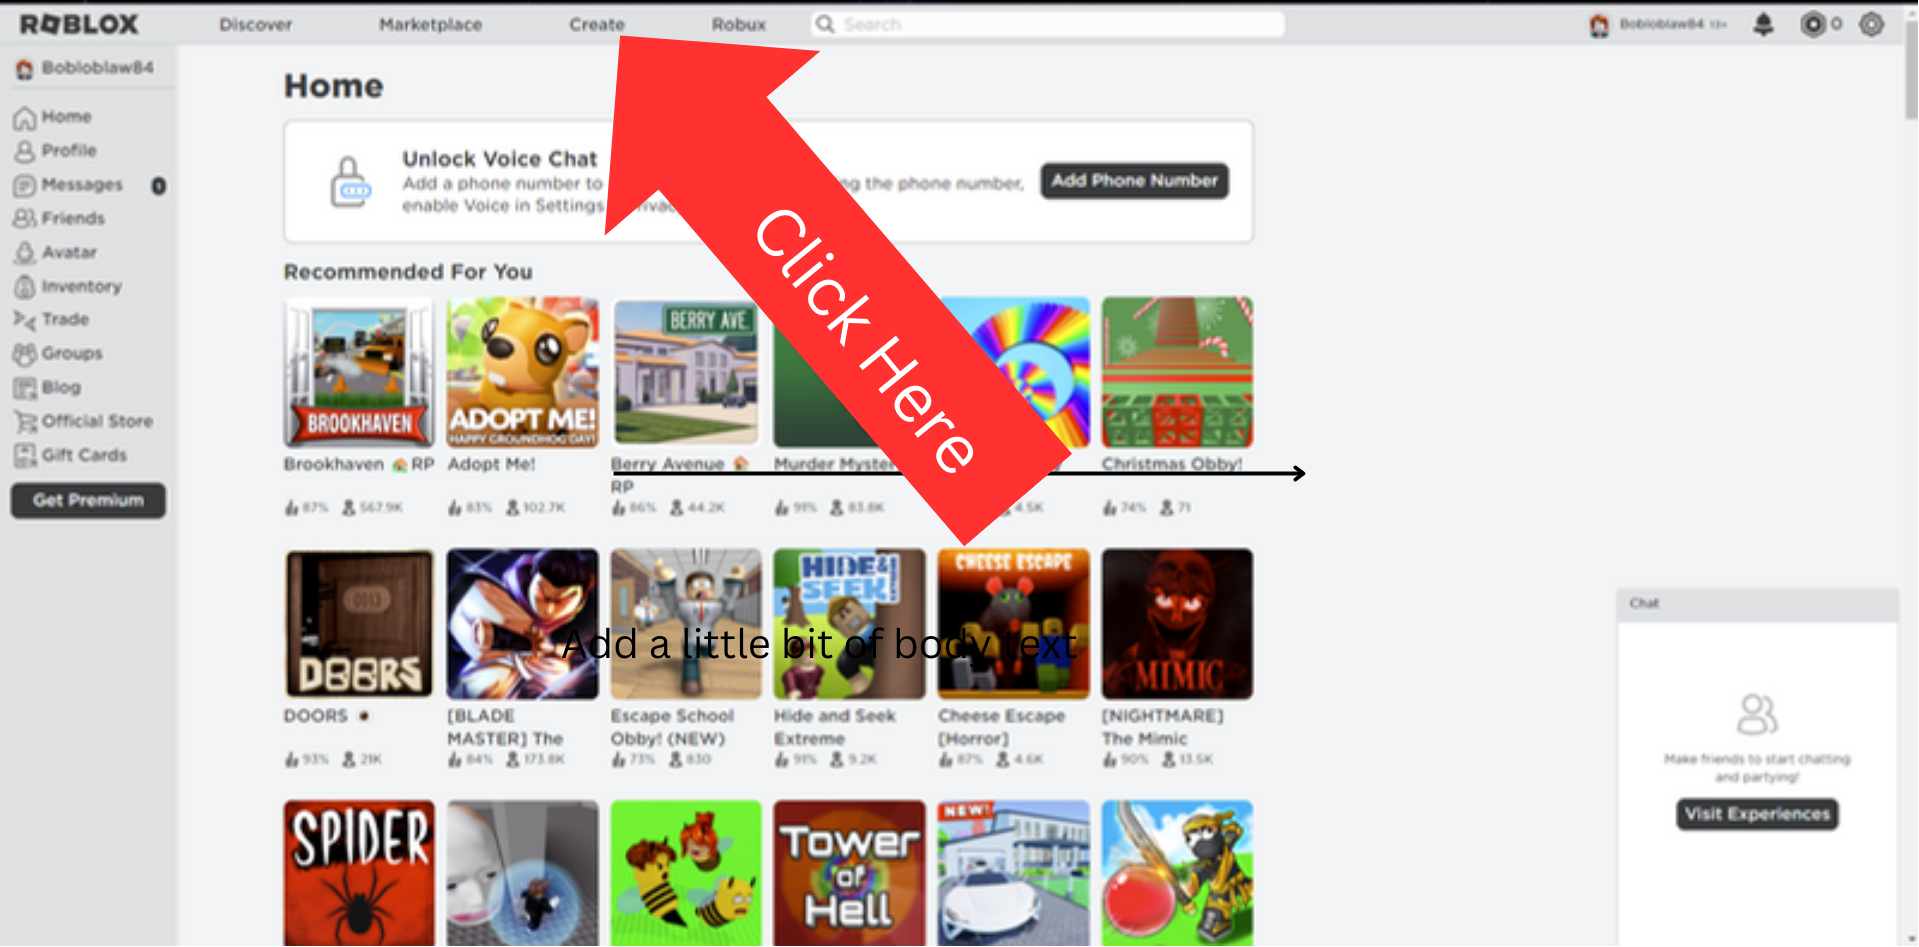 ROBLOX
Discover
Marketplace
Create
Robux
Search
Bobloblaw84 13+
0
Bobloblaw84
Home
Profile
Messages 0
Friends
Avatar
Inventory
Trade
Groups
Blog
Official Store
Gift Cards
Get Premium
Home
Unlock Voice Chat
Add a phone number to
ng the phone number,
enable Voice in Settings
Add Phone Number
Click Here
Recommended For You
BROOKHAVEN
ADOPT ME!
HAPPY GROUNDHOG DAY!
BERRY AVE.
Brookhaven RP
Adopt Me!
Berry Avenue
RP
Murder Myster
Christmas Obby!
87% 567.9K
83% 102.7K
86% 44.2K
91% 83.8K
4.5K
74% 71
0013
DOORS
HIDE &
SEEK
CHEESE ESCAPE
MIMIC
Add a little bit of body text
DOORS
[BLADE
MASTER] The
Escape School
Obby! (NEW)
Hide and Seek
Extreme
Cheese Escape
[Horror]
[NIGHTMARE]
The Mimic
93% 21K
84% 173.8K
73% 830
91% 9.2K
87% 4.6K
90% 13.5K
SPIDER
Tower
of
Hell
NEW!
Chat
Make friends to start chatting
and partying!
Visit Experiences